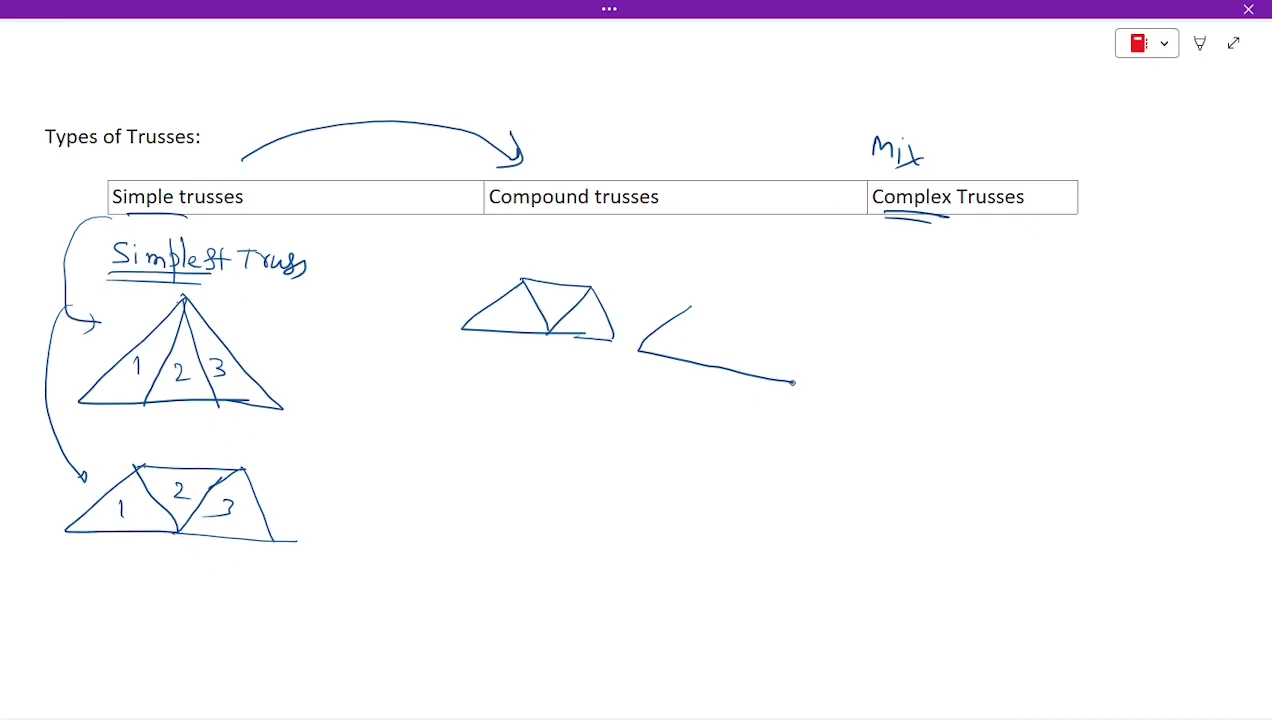 Types of Trusses:
Mix
Simple trusses Compound trusses Complex Trusses
Simplest Truss
1 2 3
1 2 3